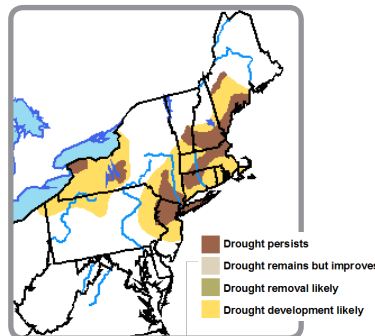 Drought persists
Drought remains but improves
Drought removal likely
Drought development likely